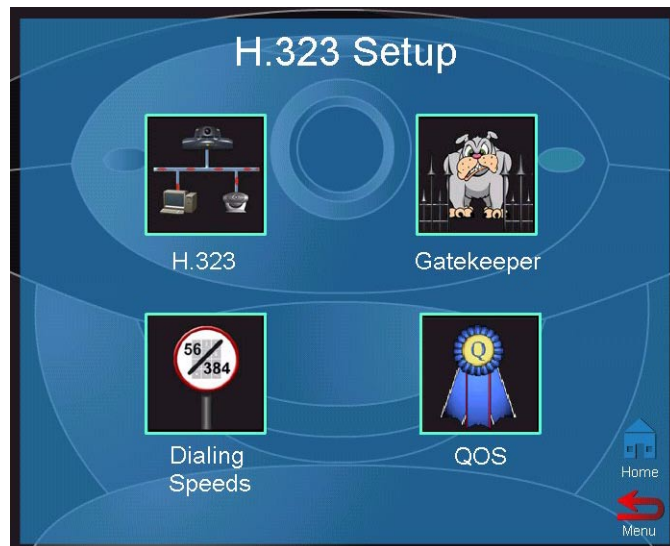 H.323 Setup
H.323
Gatekeeper
56
384
Q
Dialing
Speeds
QOS
Home
Menu